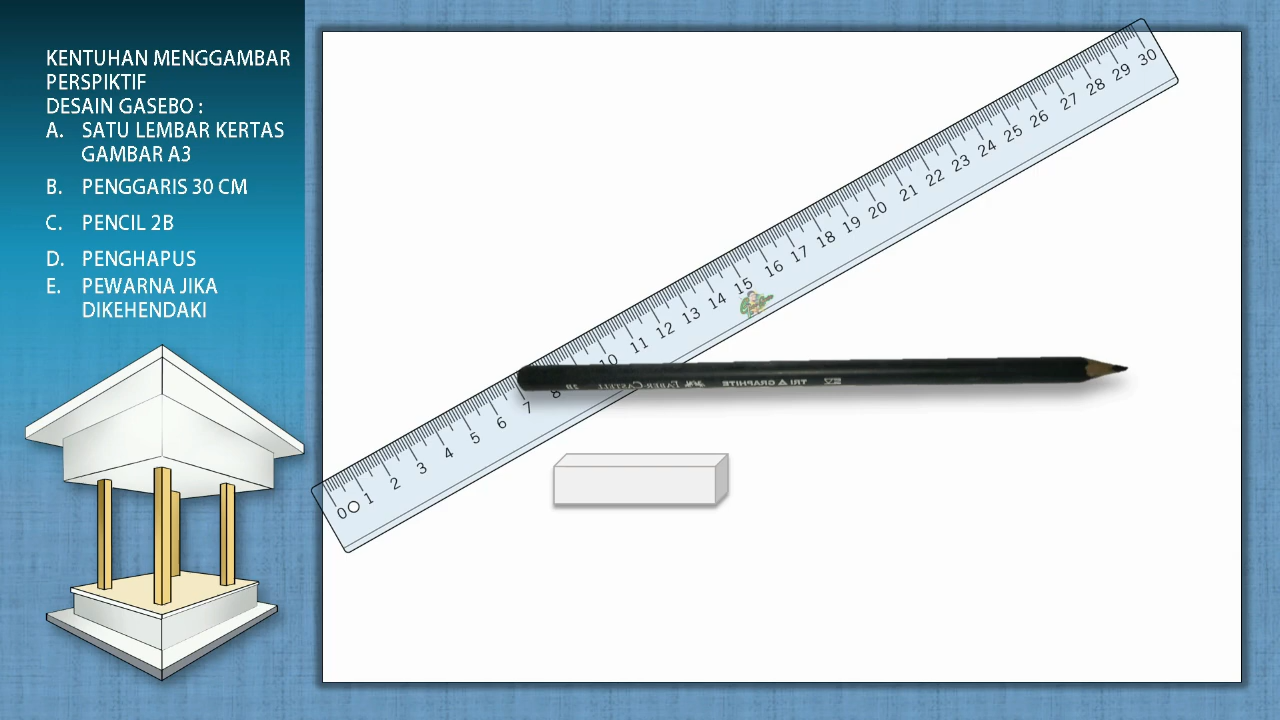 KENTUHAN MENGGAMBAR
PERSPIKTIF
DESAIN GASEBO :
A. SATU LEMBAR KERTAS
GAMBAR A3
B. PENGGARIS 30 CM
C. PENCIL 2B
D. PENGHAPUS
E. PEWARNA JIKA
DIKEHENDAKI
0 1 2 3 4 5 6 7 8 10 11 12 13 14 15 16 17 18 19 20 21 22 23 24 25 26 27 28 29 30
2B FABER-CASTELL TRI GRAPHITE